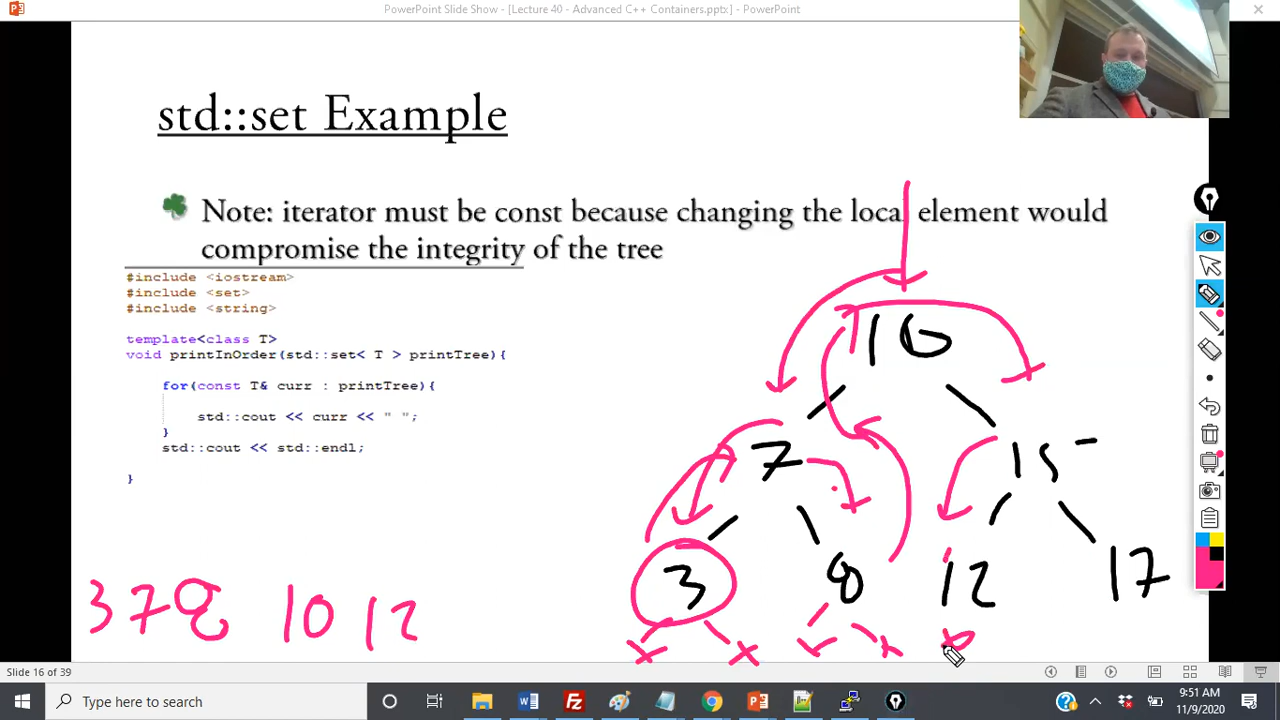 PowerPoint Slide Show - [Lecture 40 - Advanced C++ Containers.pptx] - PowerPoint
std::set Example
Note: iterator must be const because changing the local element would
compromise the integrity of the tree
#include <iostream>
#include <set>
#include <string>
template<class T>
void printInOrder(std::set< T > printTree){
for(const T& curr : printTree){
std::cout << curr << " ";
}
std::cout << std::endl;
}
10
7 15
3 8 12 17
3 7 8 10 12
Slide 16 of 39
Type here to search
9:51 AM
11/9/2020